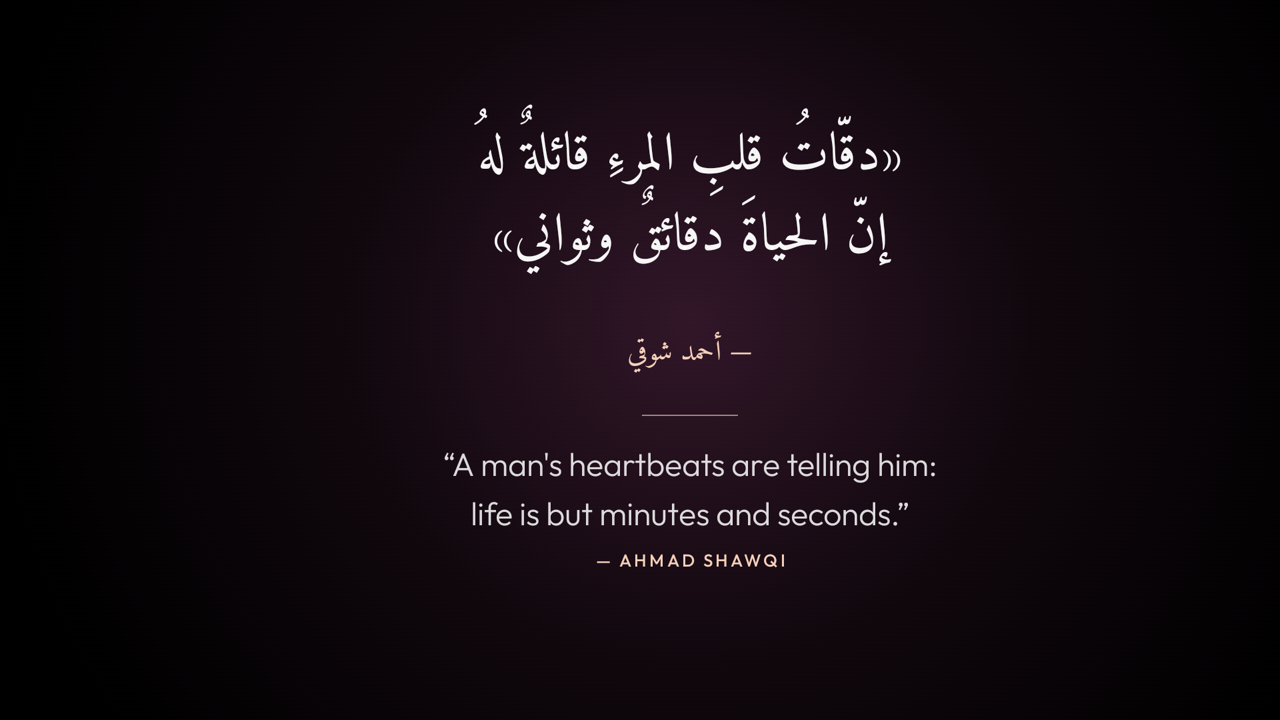 «دقّاتُ قلبِ المرءِ قائلةٌ لهُ
إنّ الحياةَ دقائقٌ وثواني»
— أحمد شوقي
“A man's heartbeats are telling him:
life is but minutes and seconds.”
— AHMAD SHAWQI